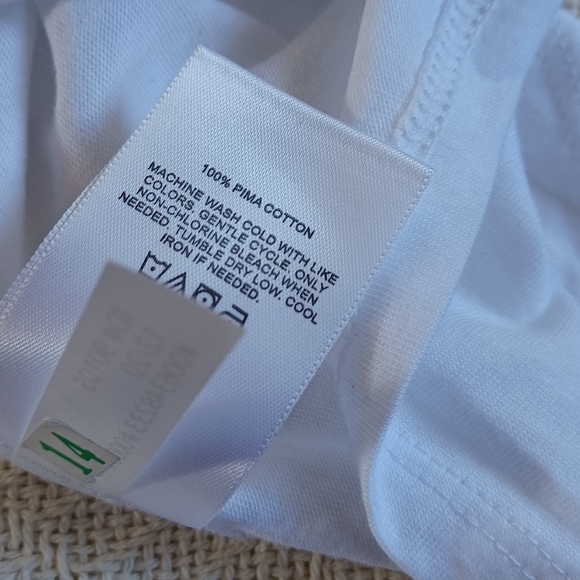 100% PIMA COTTON
MACHINE WASH COLD WITH LIKE
COLORS. GENTLE CYCLE. ONLY
NON-CHLORINE BLEACH WHEN
NEEDED. TUMBLE DRY LOW. COOL
IRON IF NEEDED.
14